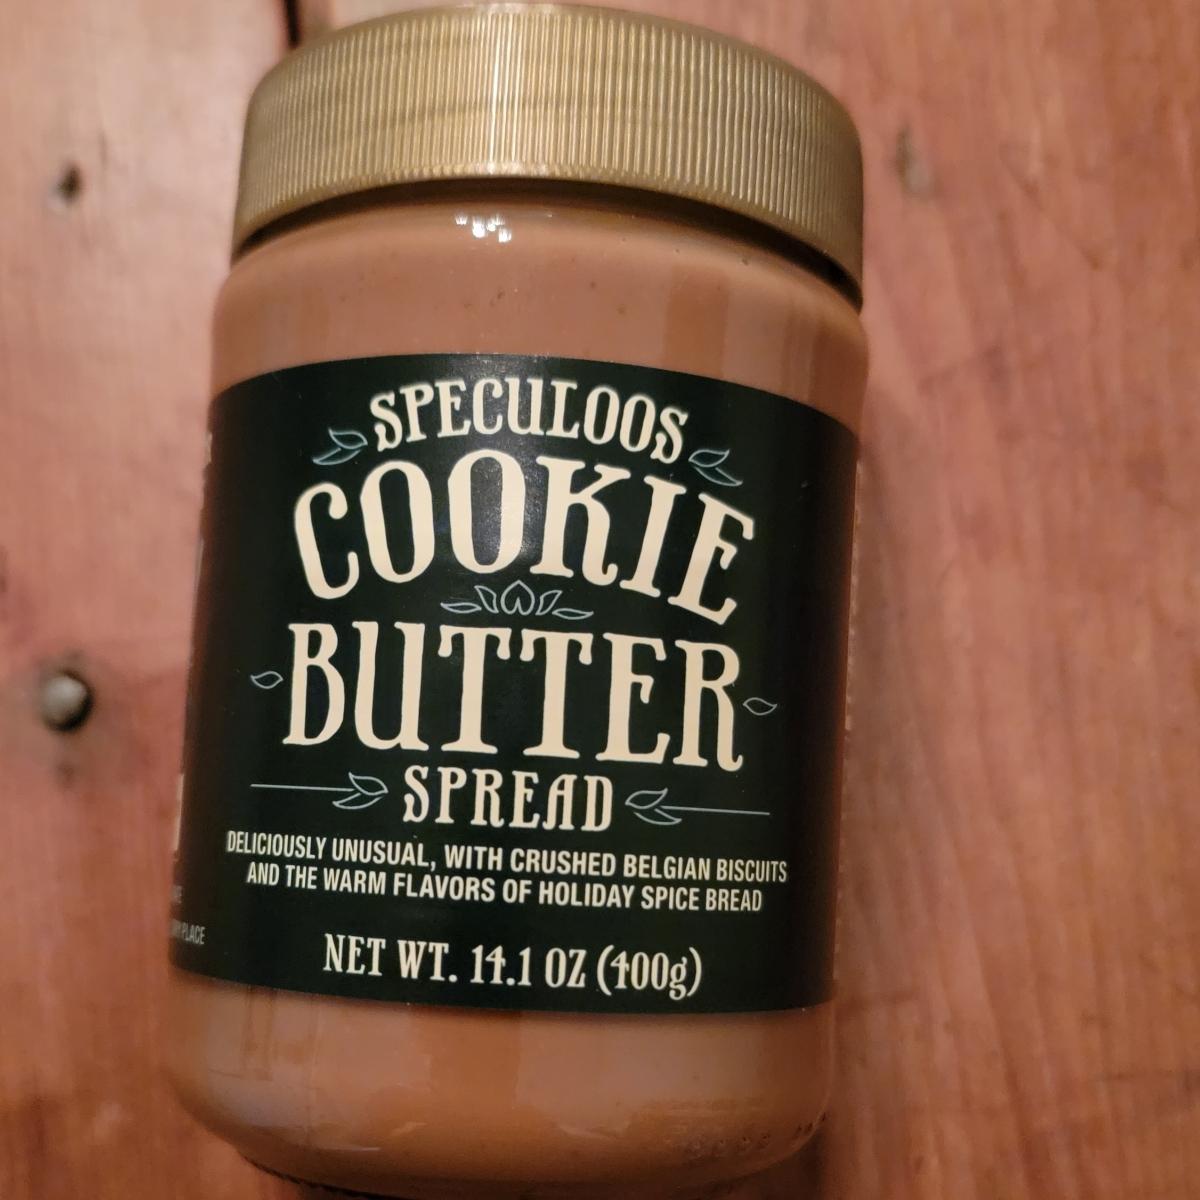 SPECULOOS
COOKIE
BUTTER
SPREAD
DELICIOUSLY UNUSUAL, WITH CRUSHED BELGIAN BISCUITS
AND THE WARM FLAVORS OF HOLIDAY SPICE BREAD
NET WT. 14.1 OZ (400g)
PLACE